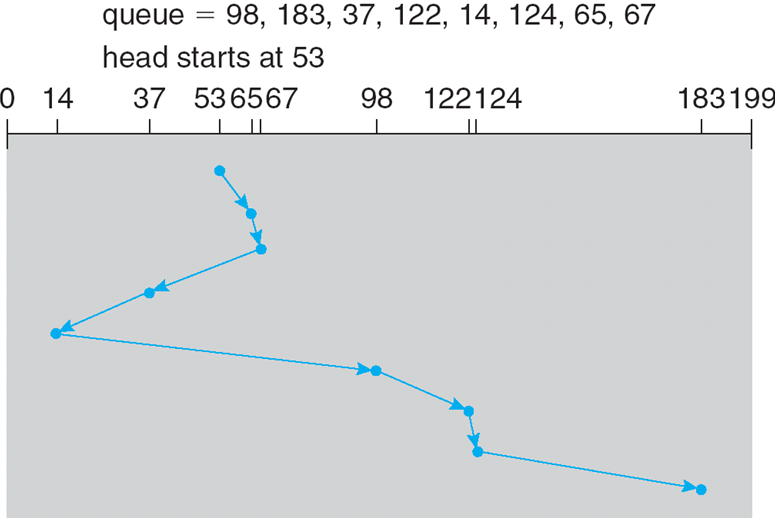 queue = 98, 183, 37, 122, 14, 124, 65, 67
head starts at 53
0 14 37 53 65 67 98 122 124 183 199